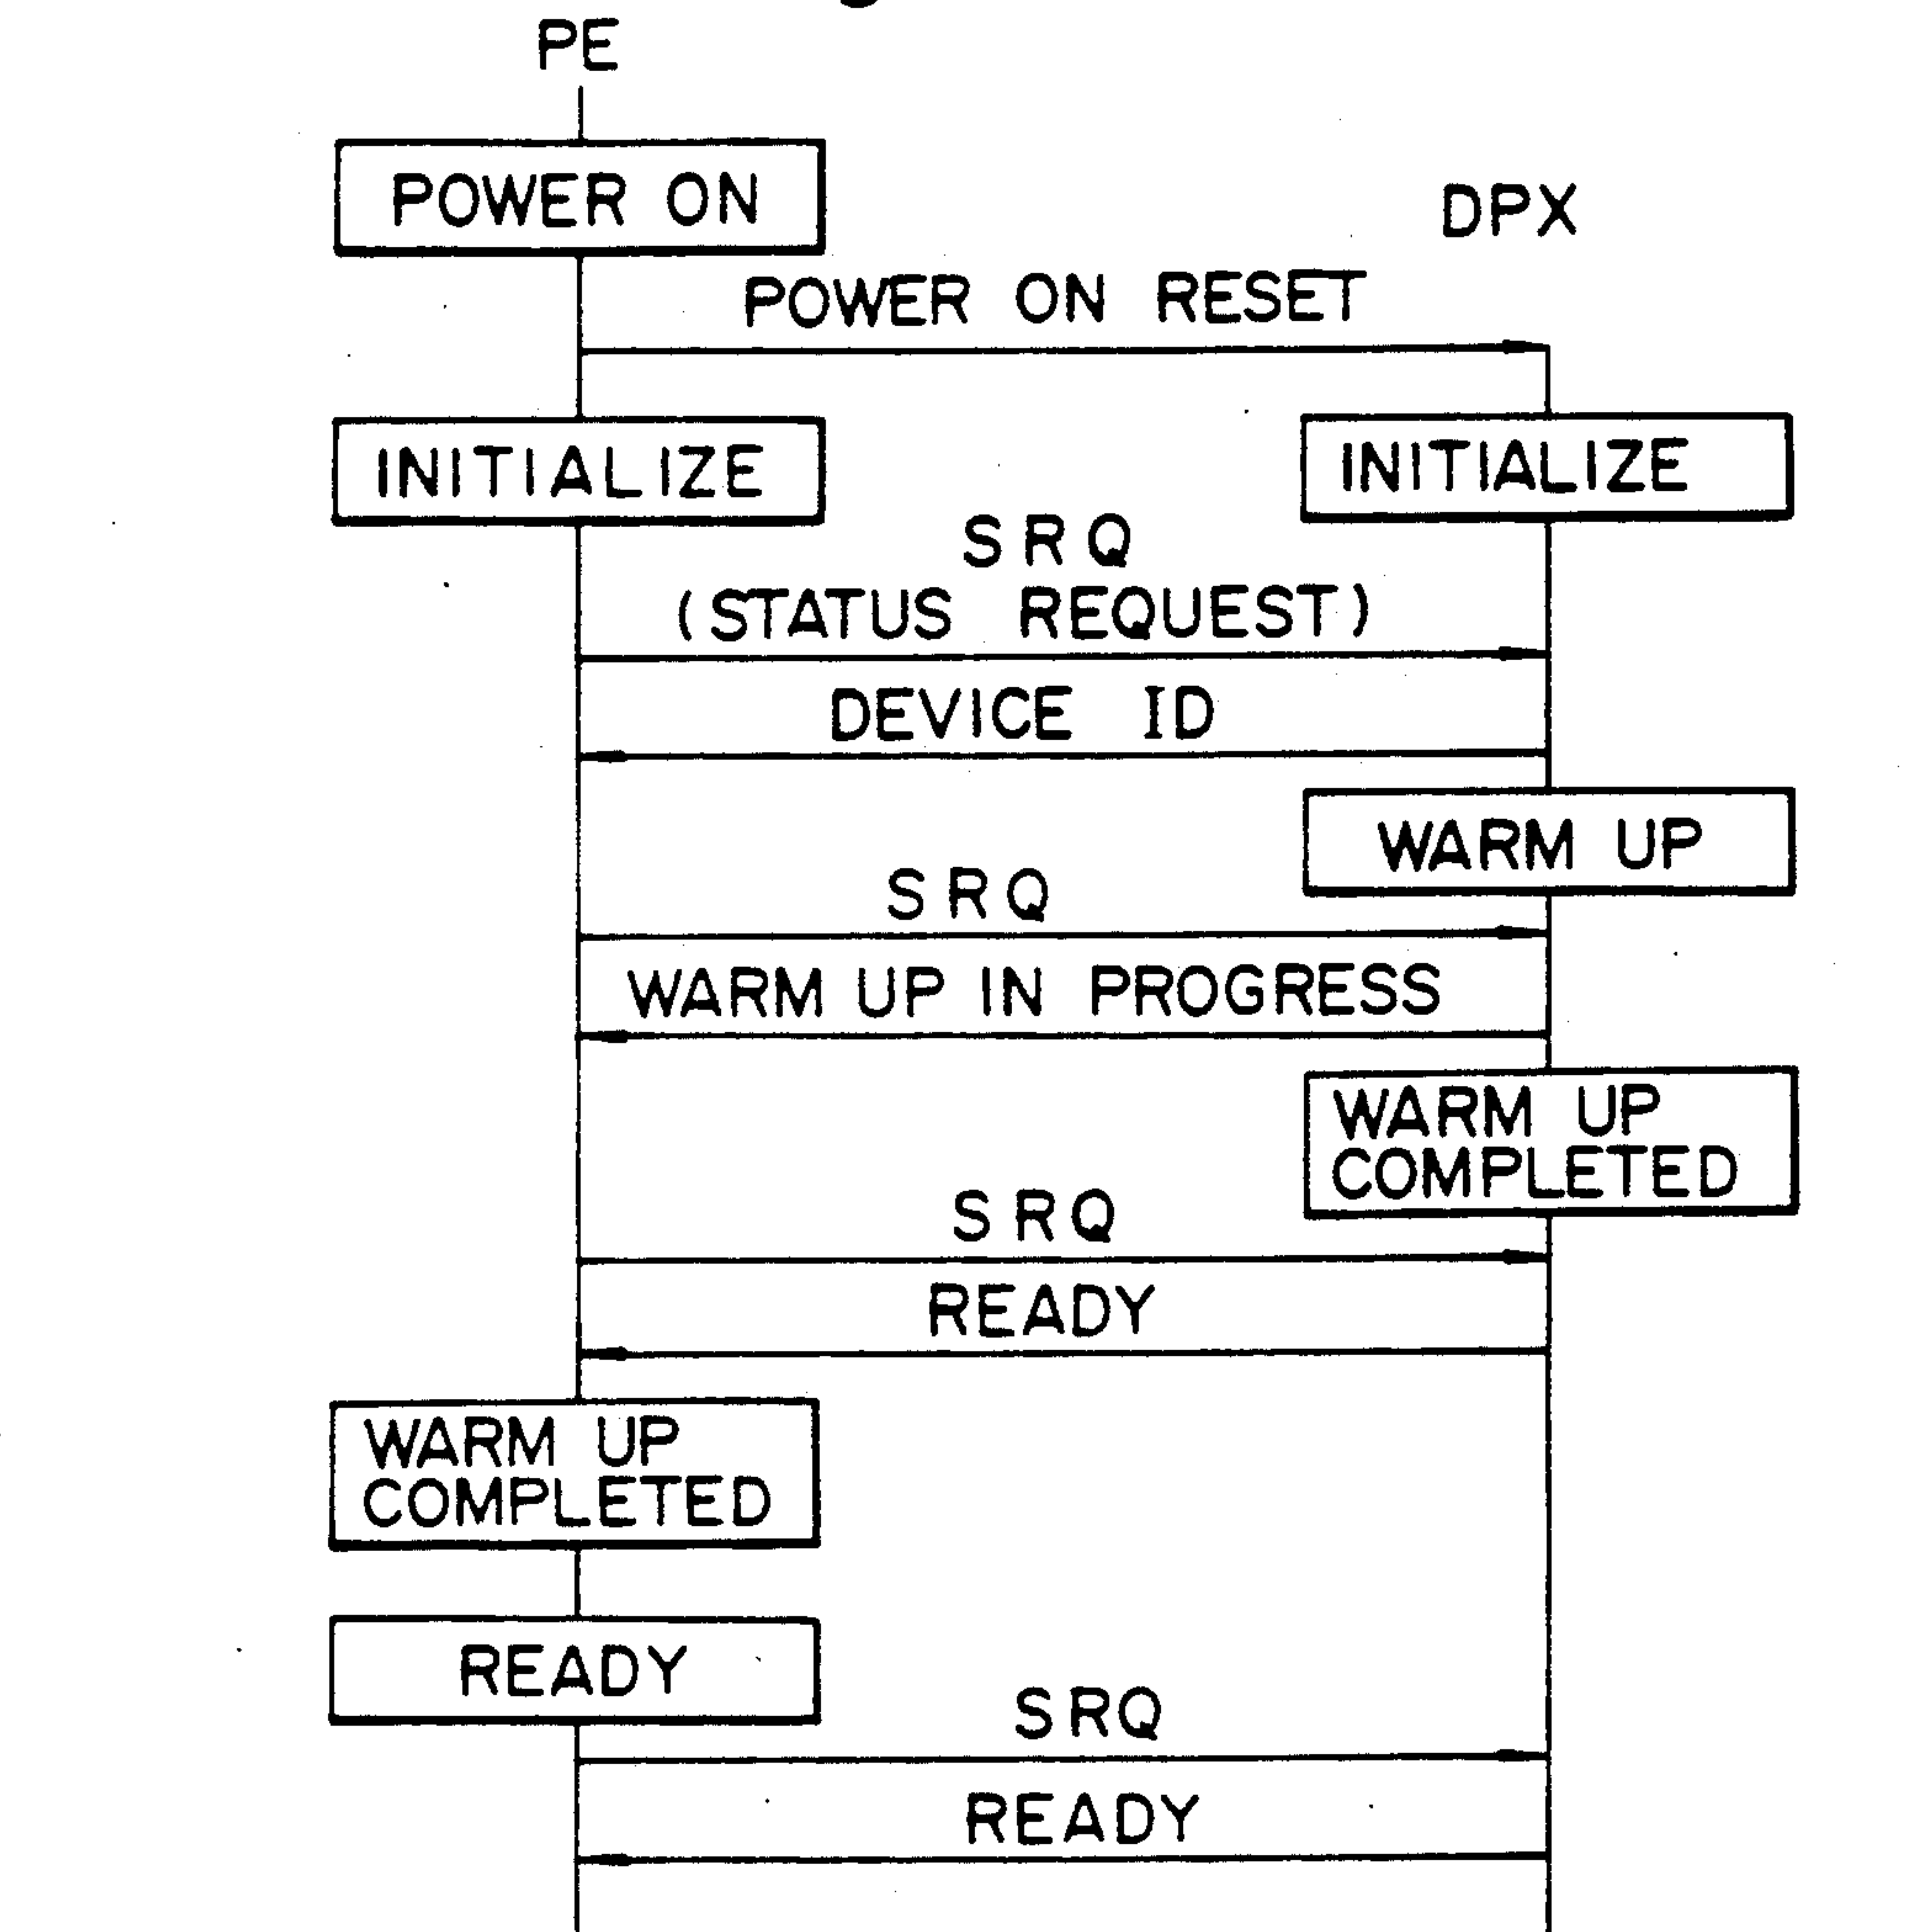 PE
POWER ON
DPX
POWER ON RESET
INITIALIZE
INITIALIZE
SRQ
(STATUS REQUEST)
DEVICE ID
WARM UP
SRQ
WARM UP IN PROGRESS
WARM UP
COMPLETED
SRQ
READY
WARM UP
COMPLETED
READY
SRQ
READY